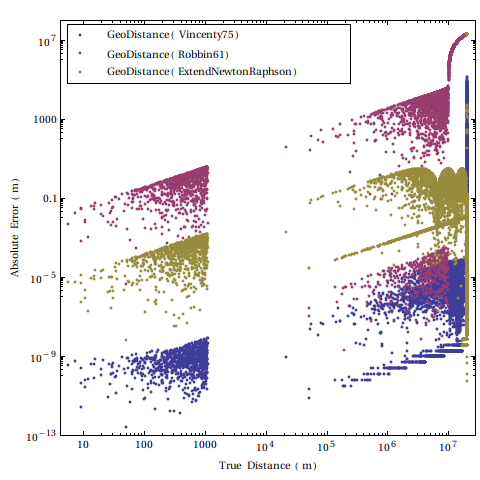 GeoDistance( Vincenty75)
GeoDistance( Robbin61)
GeoDistance( ExtendNewtonRaphson)
Absolute Error ( m)
10^7
1000
0.1
10^-5
10^-9
10^-13
10 100 1000 10^4 10^5 10^6 10^7
True Distance ( m)